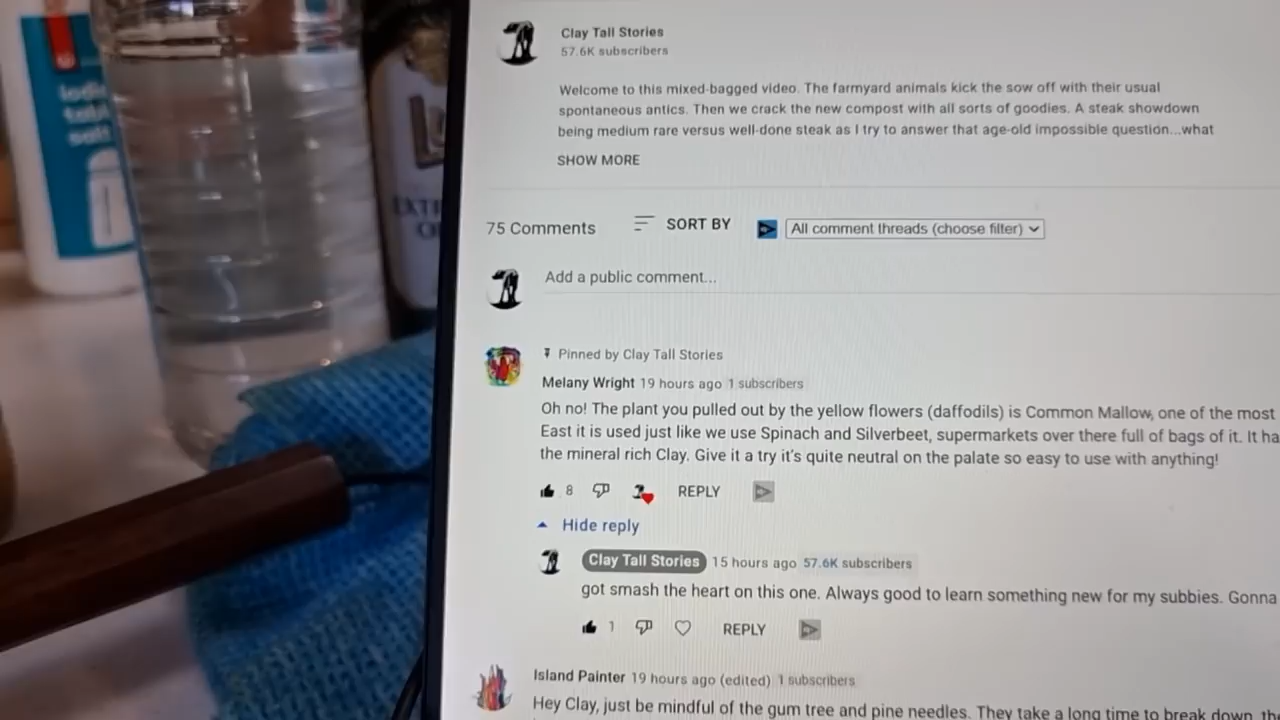 Clay Tall Stories
57.6K subscribers
Welcome to this mixed-bagged video. The farmyard animals kick the sow off with their usual
spontaneous antics. Then we crack the new compost with all sorts of goodies. A steak showdown
being medium rare versus well-done steak as I try to answer that age-old impossible question...what
SHOW MORE
75 Comments
SORT BY
All comment threads (choose filter)
Add a public comment...
Pinned by Clay Tall Stories
Melany Wright 19 hours ago 1 subscribers
Oh no! The plant you pulled out by the yellow flowers (daffodils) is Common Mallow, one of the most
East it is used just like we use Spinach and Silverbeet, supermarkets over there full of bags of it. It ha
the mineral rich Clay. Give it a try it's quite neutral on the palate so easy to use with anything!
8 REPLY
Hide reply
Clay Tall Stories 15 hours ago 57.6K subscribers
got smash the heart on this one. Always good to learn something new for my subbies. Gonna
1 REPLY
Island Painter 19 hours ago (edited) 1 subscribers
Hey Clay, just be mindful of the gum tree and pine needles. They take a long time to break down, the